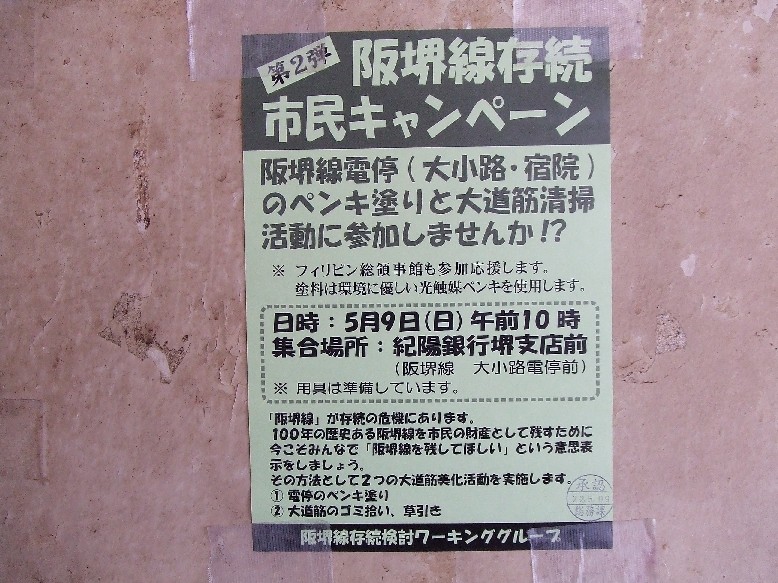 第2弾
阪堺線存続
市民キャンペーン
阪堺線電停(大小路・宿院)
のペンキ塗りと大道筋清掃
活動に参加しませんか!?
※ フィリピン総領事館も参加応援します。
塗料は環境に優しい光触媒ペンキを使用します。
日時:5月9日(日)午前10時
集合場所:紀陽銀行堺支店前
(阪堺線 大小路電停前)
※ 用具は準備しています。
「阪堺線」が存続の危機にあります。
100年の歴史ある阪堺線を市民の財産として残すために
今こそみんなで「阪堺線を残してほしい」という意思表
示をしましょう。
その方法として2つの大道筋美化活動を実施します。
① 電停のペンキ塗り
② 大道筋のゴミ拾い、草引き
承認
阪堺線存続検討ワーキンググループ